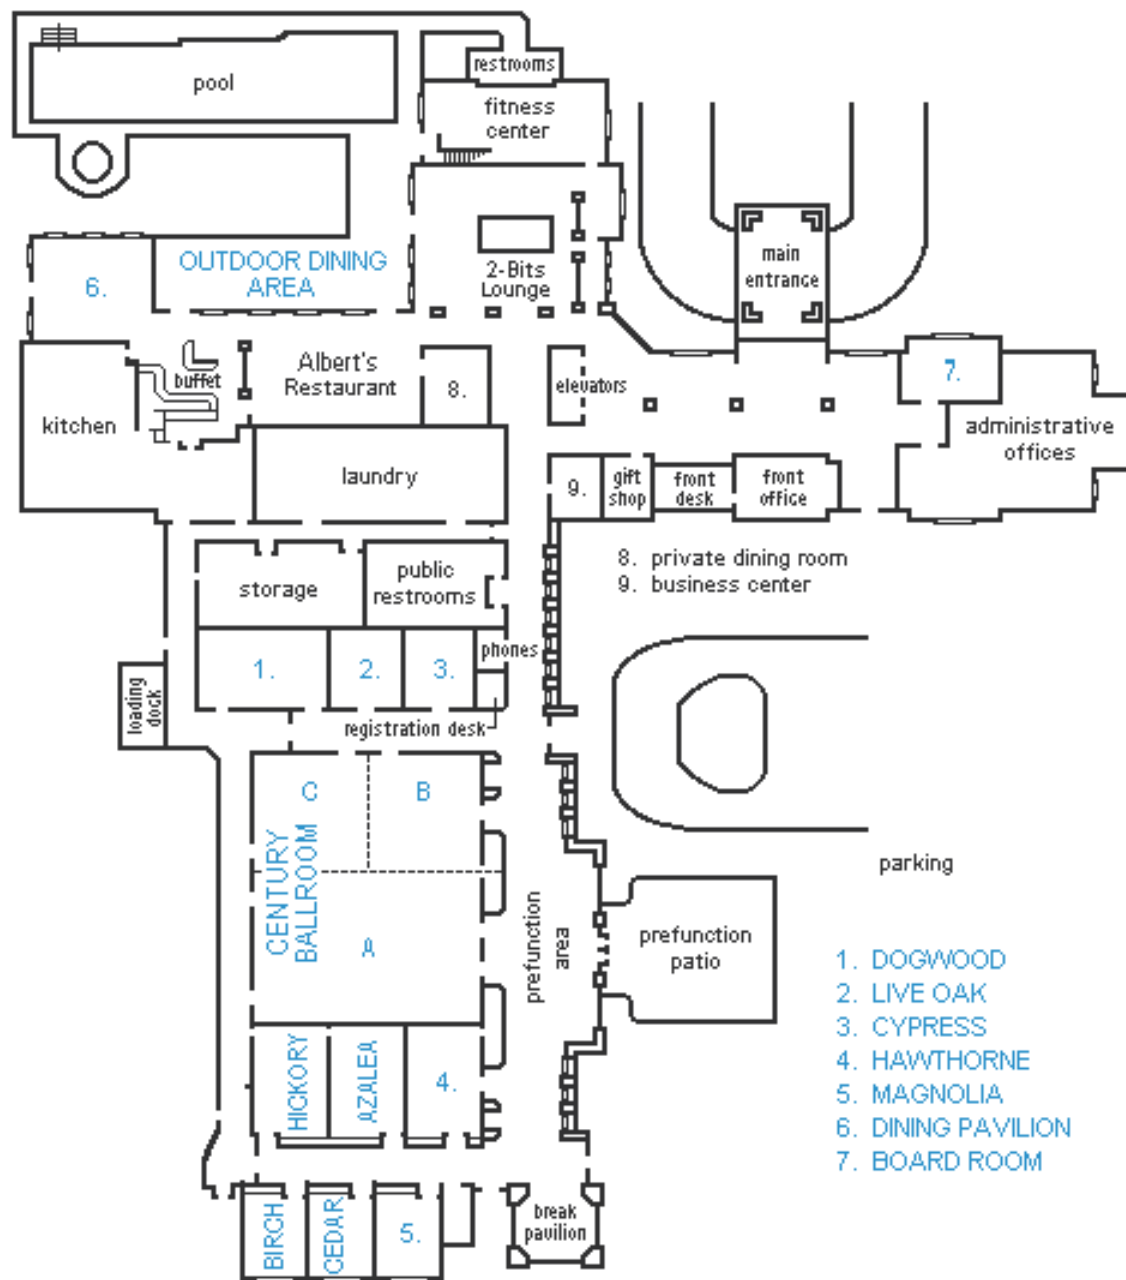 restrooms
pool
fitness
center
OUTDOOR DINING
AREA
6.
2-Bits
Lounge
main
entrance
Albert's
Restaurant
buffet
8.
elevators
7.
kitchen
administrative
offices
laundry
9.
gift
shop
front
desk
front
office
8. private dining room
9. business center
storage
public
restrooms
1.
2.
3.
phones
loading
dock
registration desk
C
B
CENTURY
BALLROOM
A
prefunction
area
parking
prefunction
patio
HICKORY
AZALEA
4.
1. DOGWOOD
2. LIVE OAK
3. CYPRESS
4. HAWTHORNE
5. MAGNOLIA
6. DINING PAVILION
7. BOARD ROOM
BIRCH
CEDAR
5.
break
pavilion